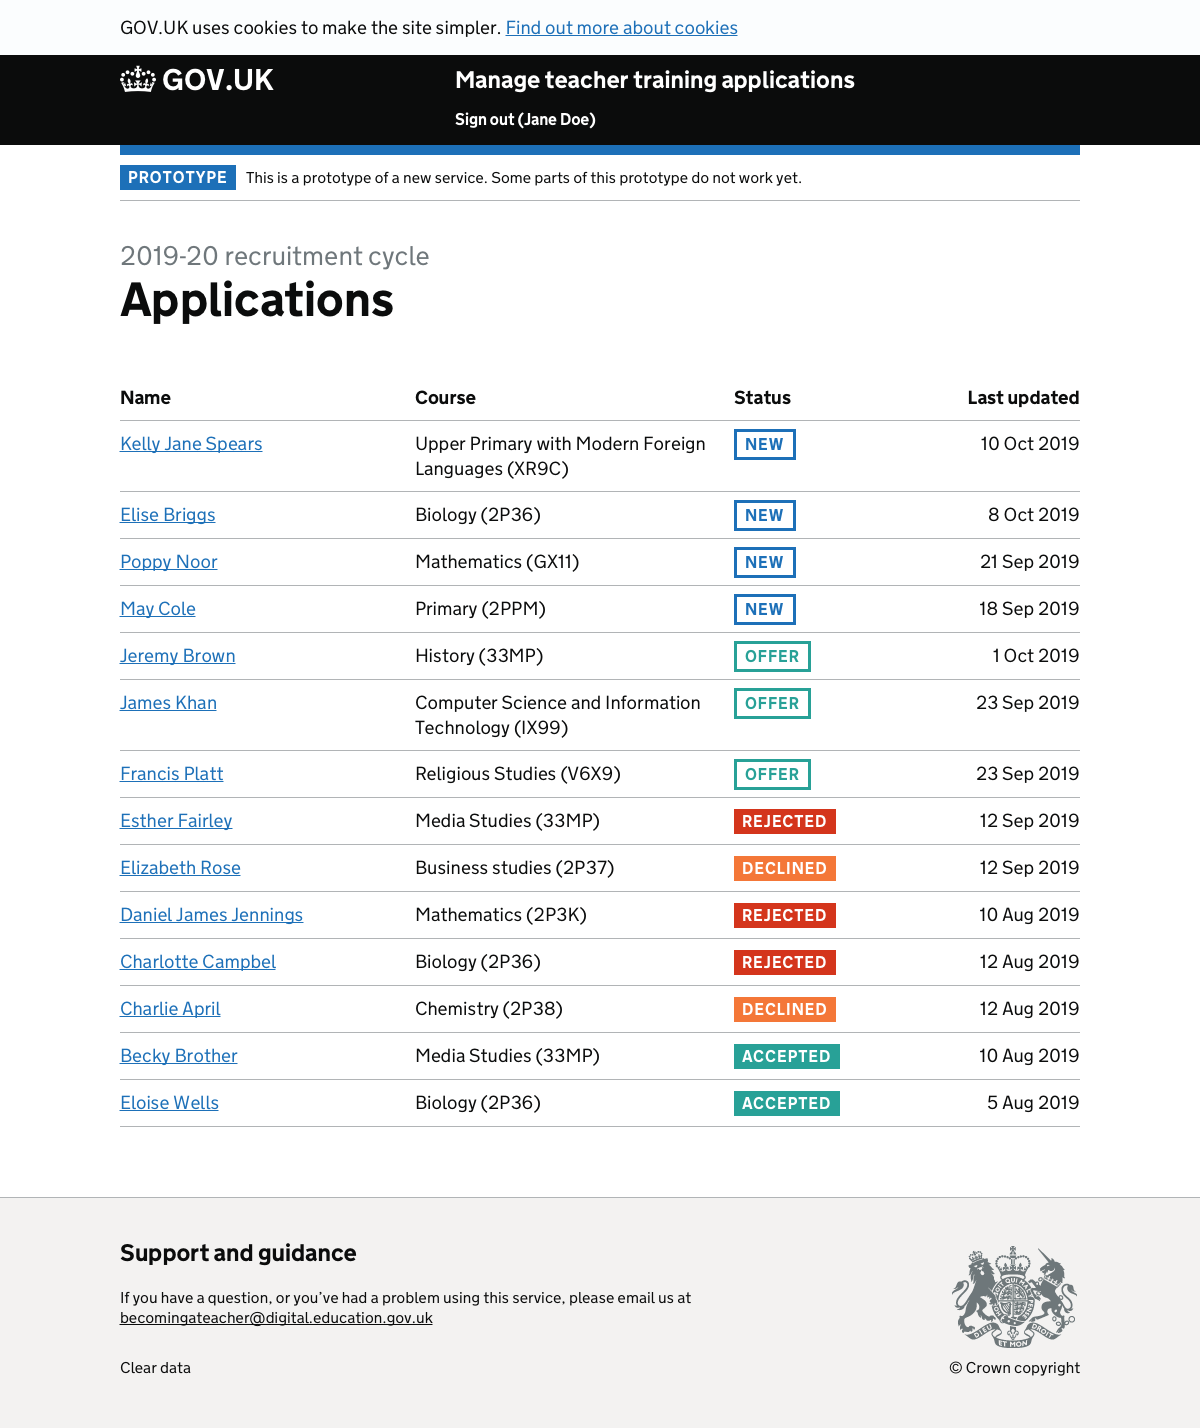 GOV.UK uses cookies to make the site simpler. Find out more about cookies
GOV.UK
Manage teacher training applications
Sign out (Jane Doe)
PROTOTYPE This is a prototype of a new service. Some parts of this prototype do not work yet.
2019-20 recruitment cycle
Applications
Name Course Status Last updated
Kelly Jane Spears Upper Primary with Modern Foreign NEW 10 Oct 2019
Languages (XR9C)
Elise Briggs Biology (2P36) NEW 8 Oct 2019
Poppy Noor Mathematics (GX11) NEW 21 Sep 2019
May Cole Primary (2PPM) NEW 18 Sep 2019
Jeremy Brown History (33MP) OFFER 1 Oct 2019
James Khan Computer Science and Information OFFER 23 Sep 2019
Technology (IX99)
Francis Platt Religious Studies (V6X9) OFFER 23 Sep 2019
Esther Fairley Media Studies (33MP) REJECTED 12 Sep 2019
Elizabeth Rose Business studies (2P37) DECLINED 12 Sep 2019
Daniel James Jennings Mathematics (2P3K) REJECTED 10 Aug 2019
Charlotte Campbel Biology (2P36) REJECTED 12 Aug 2019
Charlie April Chemistry (2P38) DECLINED 12 Aug 2019
Becky Brother Media Studies (33MP) ACCEPTED 10 Aug 2019
Eloise Wells Biology (2P36) ACCEPTED 5 Aug 2019
Support and guidance
If you have a question, or you’ve had a problem using this service, please email us at
becomingateacher@digital.education.gov.uk
Clear data
DIEU ET MON DROIT
© Crown copyright